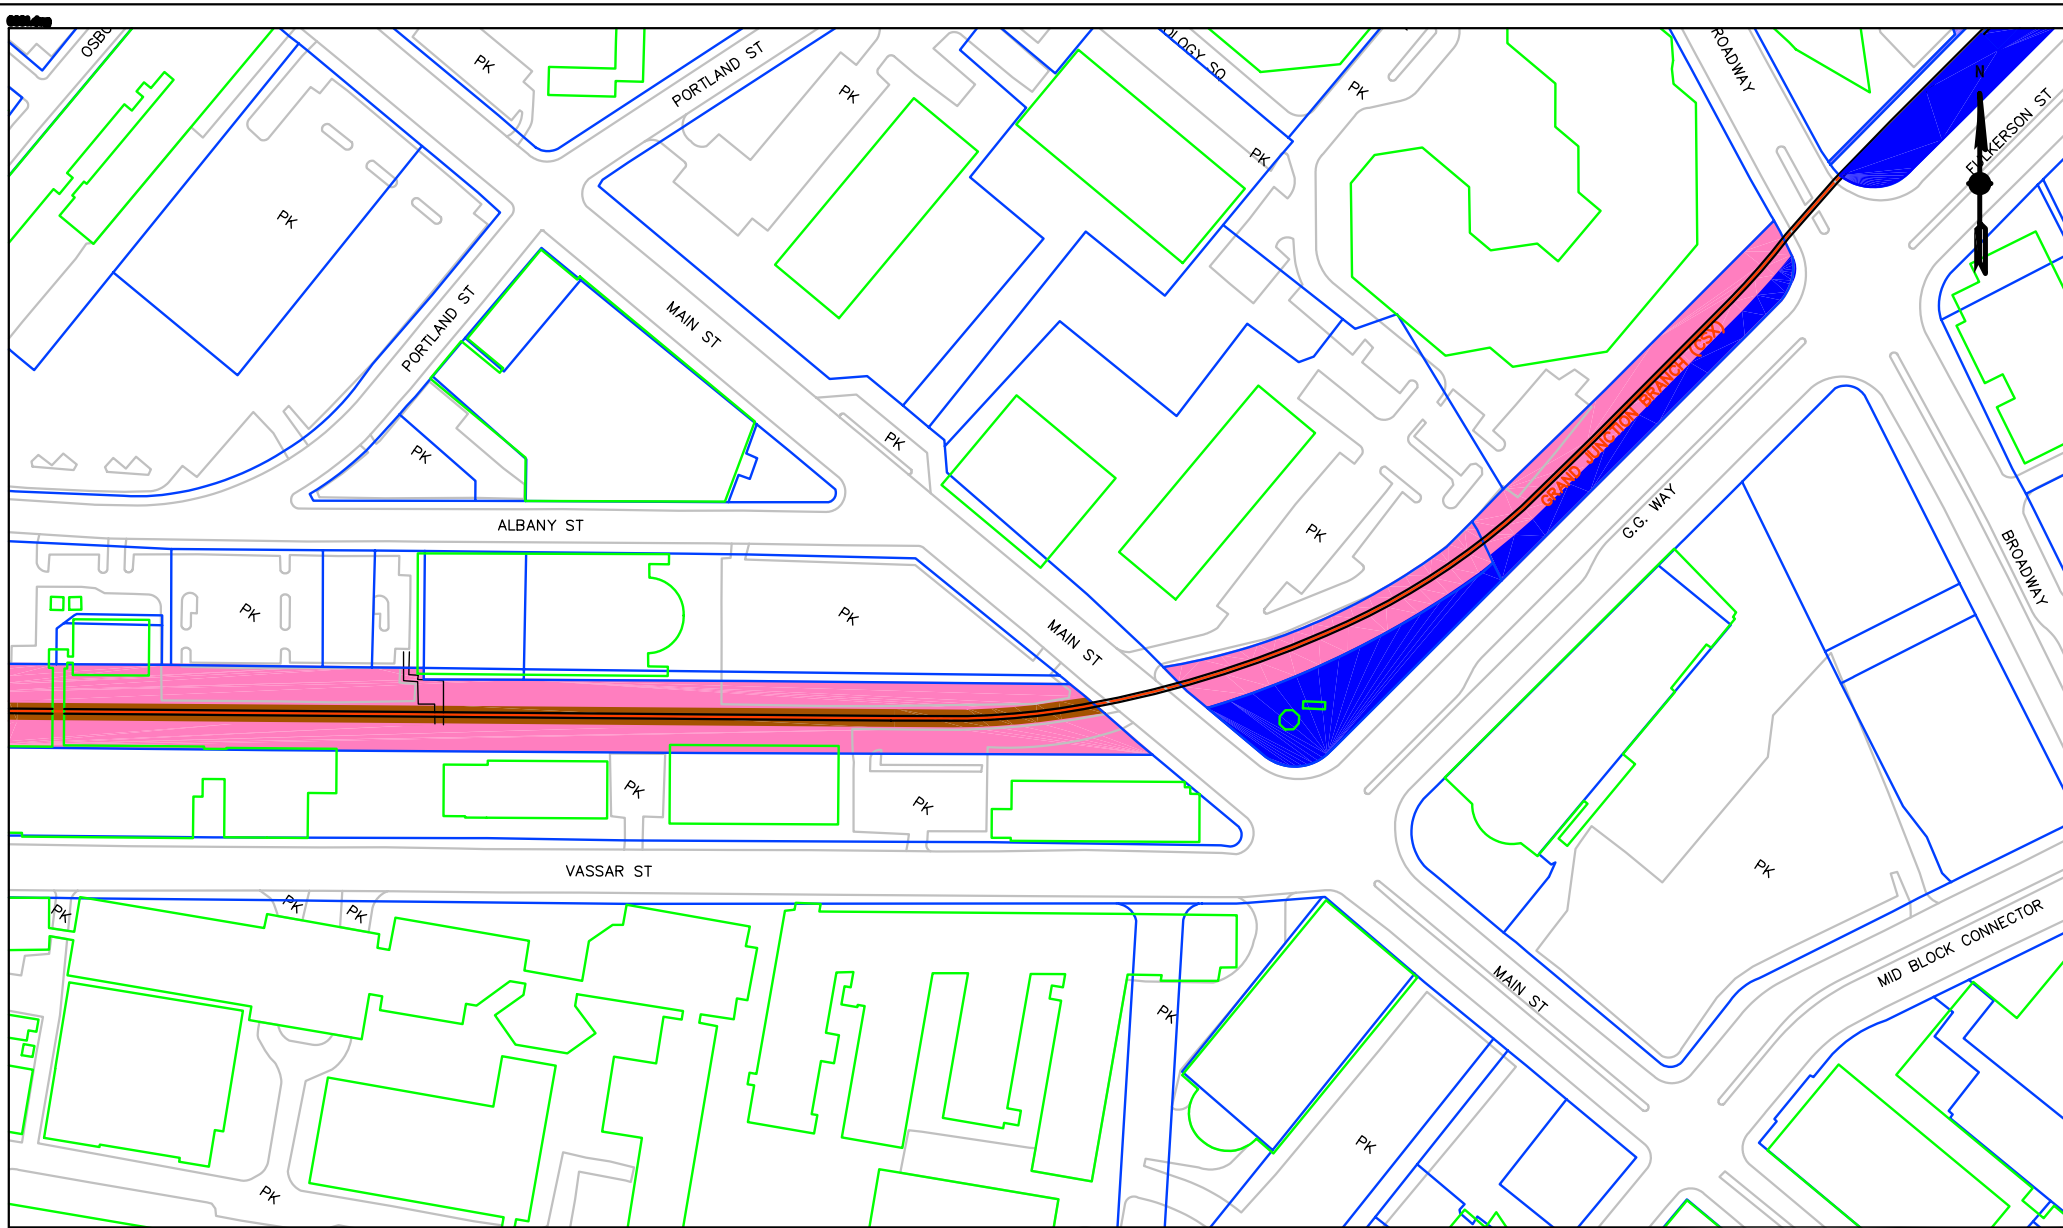 PK
PORTLAND ST
PK
PK
PK
N
PK
PORTLAND ST
MAIN ST
GRAND JUNCTION BRANCH (CSX)
PK
PK
G.G. WAY
ALBANY ST
PK
BROADWAY
PK
PK
MAIN ST
PK
PK
VASSAR ST
PK
PK
PK
PK
MID BLOCK CONNECTOR
MAIN ST
PK
PK
PK